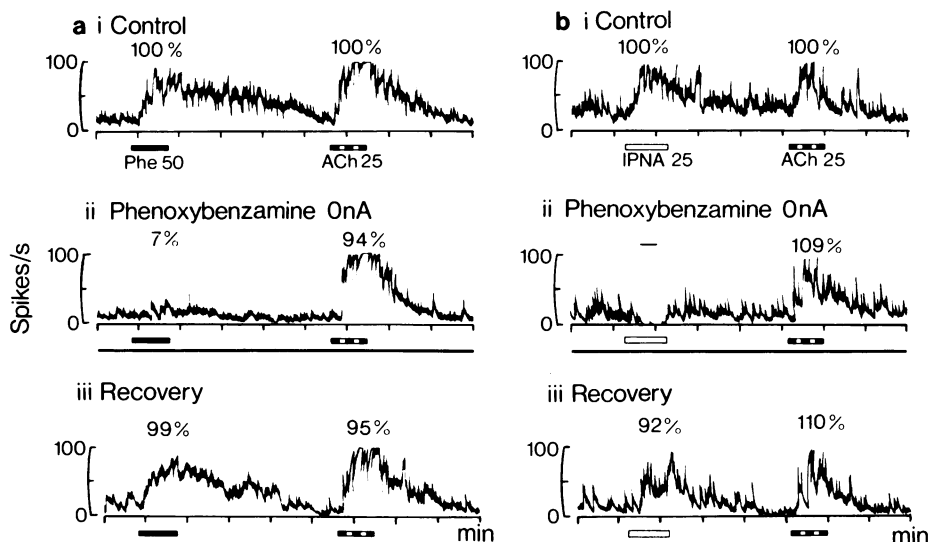 a i Control
100 % 100 %
100
0
Phe 50 ACh 25
ii Phenoxybenzamine 0nA
7% 94%
100
0
Spikes/s
iii Recovery
99% 95%
100
0
min
b i Control
100% 100%
100
0
IPNA 25 ACh 25
ii Phenoxybenzamine 0nA
— 109%
100
0
iii Recovery
92% 110%
100
0
min